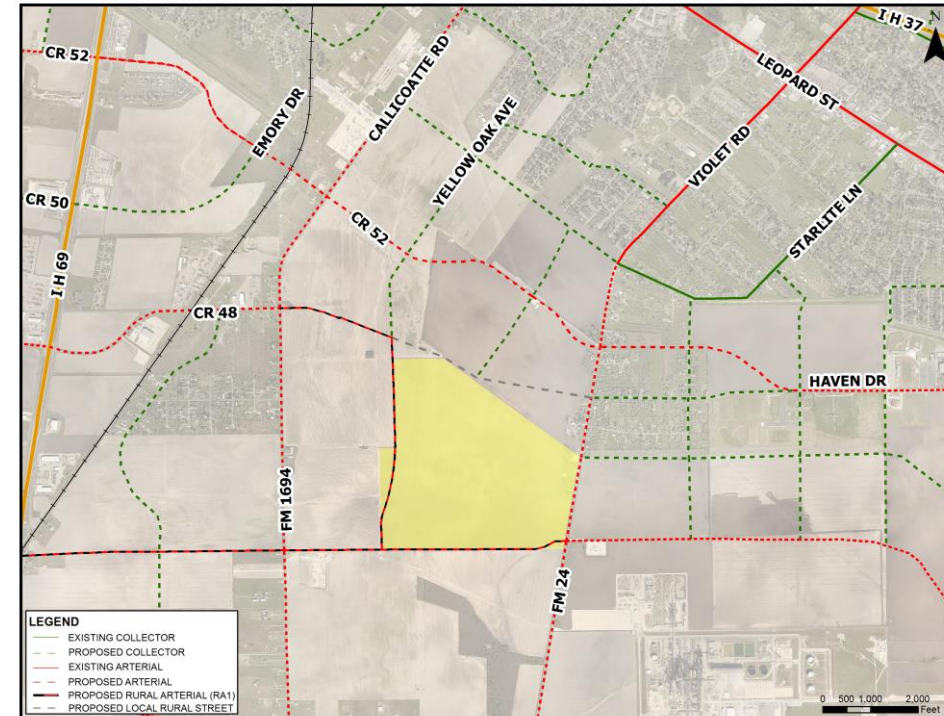 N
I H 37
CR 52
CALLICOATTE RD
LEOPARD ST
EMORY DR
YELLOW OAK AVE
VIOLET RD
CR 50
CR 52
STARLITE LN
I H 69
CR 48
HAVEN DR
FM 1694
FM 24
LEGEND
EXISTING COLLECTOR
PROPOSED COLLECTOR
EXISTING ARTERIAL
PROPOSED ARTERIAL
PROPOSED RURAL ARTERIAL (RA1)
PROPOSED LOCAL RURAL STREET
0 500 1,000 2,000
Feet